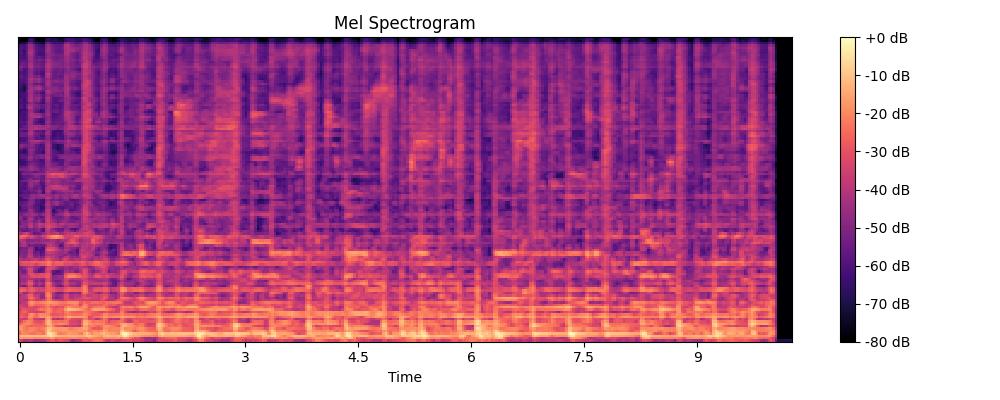 Mel Spectrogram
+0 dB
-10 dB
-20 dB
-30 dB
-40 dB
-50 dB
-60 dB
-70 dB
-80 dB
0 1.5 3 4.5 6 7.5 9
Time